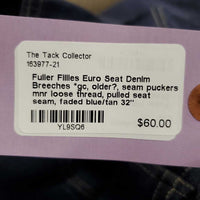 The Tack Collector
163977-21
Fuller Fillies Euro Seat Denim
Breeches *gc, older?, seam puckers
mnr loose thread, pulled seat
seam, faded blue/tan 32"
YL9SQ6
$60.00